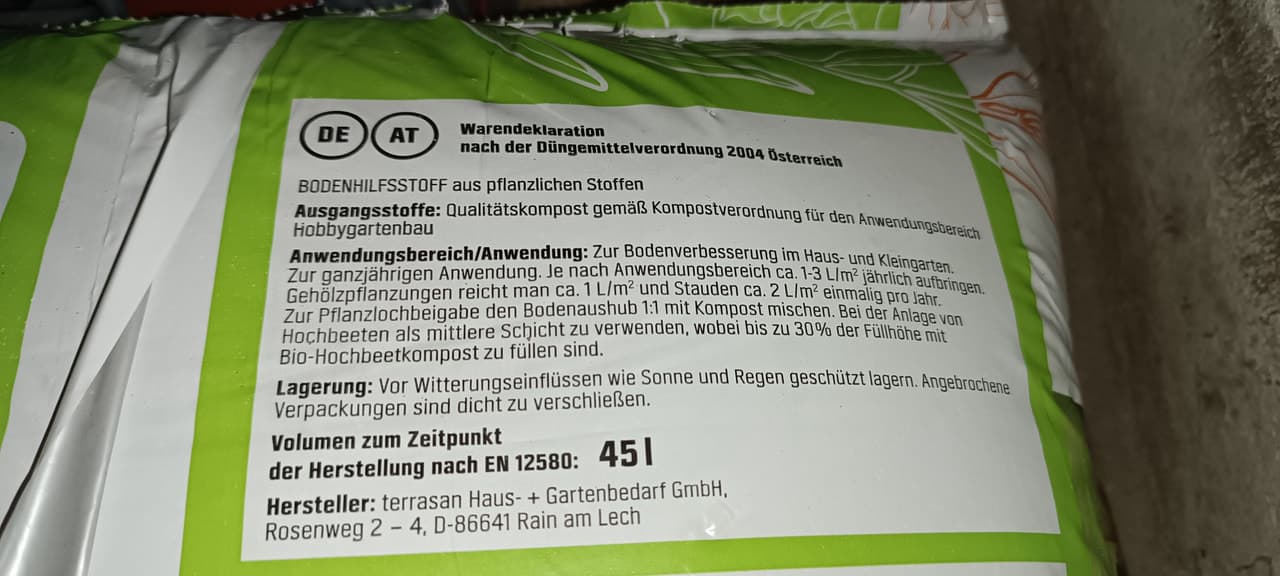 DE AT
Warendeklaration
nach der Düngemittelverordnung 2004 Österreich
BODENHILFSSTOFF aus pflanzlichen Stoffen
Ausgangsstoffe: Qualitätskompost gemäß Kompostverordnung für den Anwendungsbereich
Hobbygartenbau
Anwendungsbereich/Anwendung: Zur Bodenverbesserung im Haus- und Kleingarten.
Zur ganzjährigen Anwendung. Je nach Anwendungsbereich ca. 1-3 L/m² jährlich aufbringen.
Gehölzpflanzungen reicht man ca. 1 L/m² und Stauden ca. 2 L/m² einmalig pro Jahr.
Zur Pflanzlochbeigabe den Bodenaushub 1:1 mit Kompost mischen. Bei der Anlage von
Hochbeeten als mittlere Schicht zu verwenden, wobei bis zu 30% der Füllhöhe mit
Bio-Hochbeetkompost zu füllen sind.
Lagerung: Vor Witterungseinflüssen wie Sonne und Regen geschützt lagern. Angebrochene
Verpackungen sind dicht zu verschließen.
Volumen zum Zeitpunkt
der Herstellung nach EN 12580: 45 l
Hersteller: terrasan Haus- + Gartenbedarf GmbH,
Rosenweg 2 – 4, D-86641 Rain am Lech